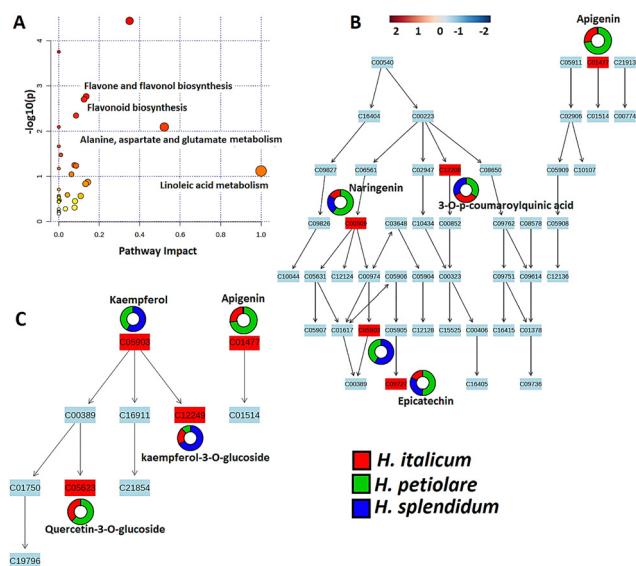 A
-log10(p)
4
3
2
1
0
Flavone and flavonol biosynthesis
Flavonoid biosynthesis
Alanine, aspartate and glutamate metabolism
Linoleic acid metabolism
0.0 0.2 0.4 0.6 0.8 1.0
Pathway Impact
B
2 1 0 -1 -2
Apigenin
C00540 C05911 C01477 C21913
C16404 C00223 C02906 C01514 C00774
C09827 C06561 C02947 C12208 C08650 C05909 C10107
Naringenin
3-O-p-coumaroylquinic acid
C09826 C00509 C03648 C10434 C00852 C09762 C08578 C05908
C10044 C05631 C12124 C00974 C05906 C05904 C00323 C09751 C09614 C12136
C05907 C01617 C05903 C05905 C12128 C15525 C00406 C16415 C01378
C00389 C09727 C16405 C09736
Epicatechin
C
Kaempferol Apigenin
C05903 C01477
C00389 C16911 C12249 C01514
kaempferol-3-O-glucoside
C01750 C05623 C21854
Quercetin-3-O-glucoside
C19796
H. italicum
H. petiolare
H. splendidum